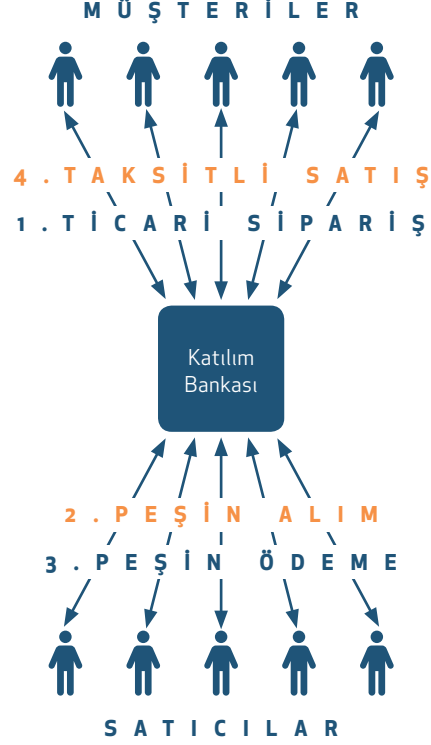 MÜŞTERİLER
4.TAKSİTLİ SATIŞ
1.TİCARİ SİPARİŞ
Katılım
Bankası
2.PEŞİN ALIM
3.PEŞİN ÖDEME
SATICILAR